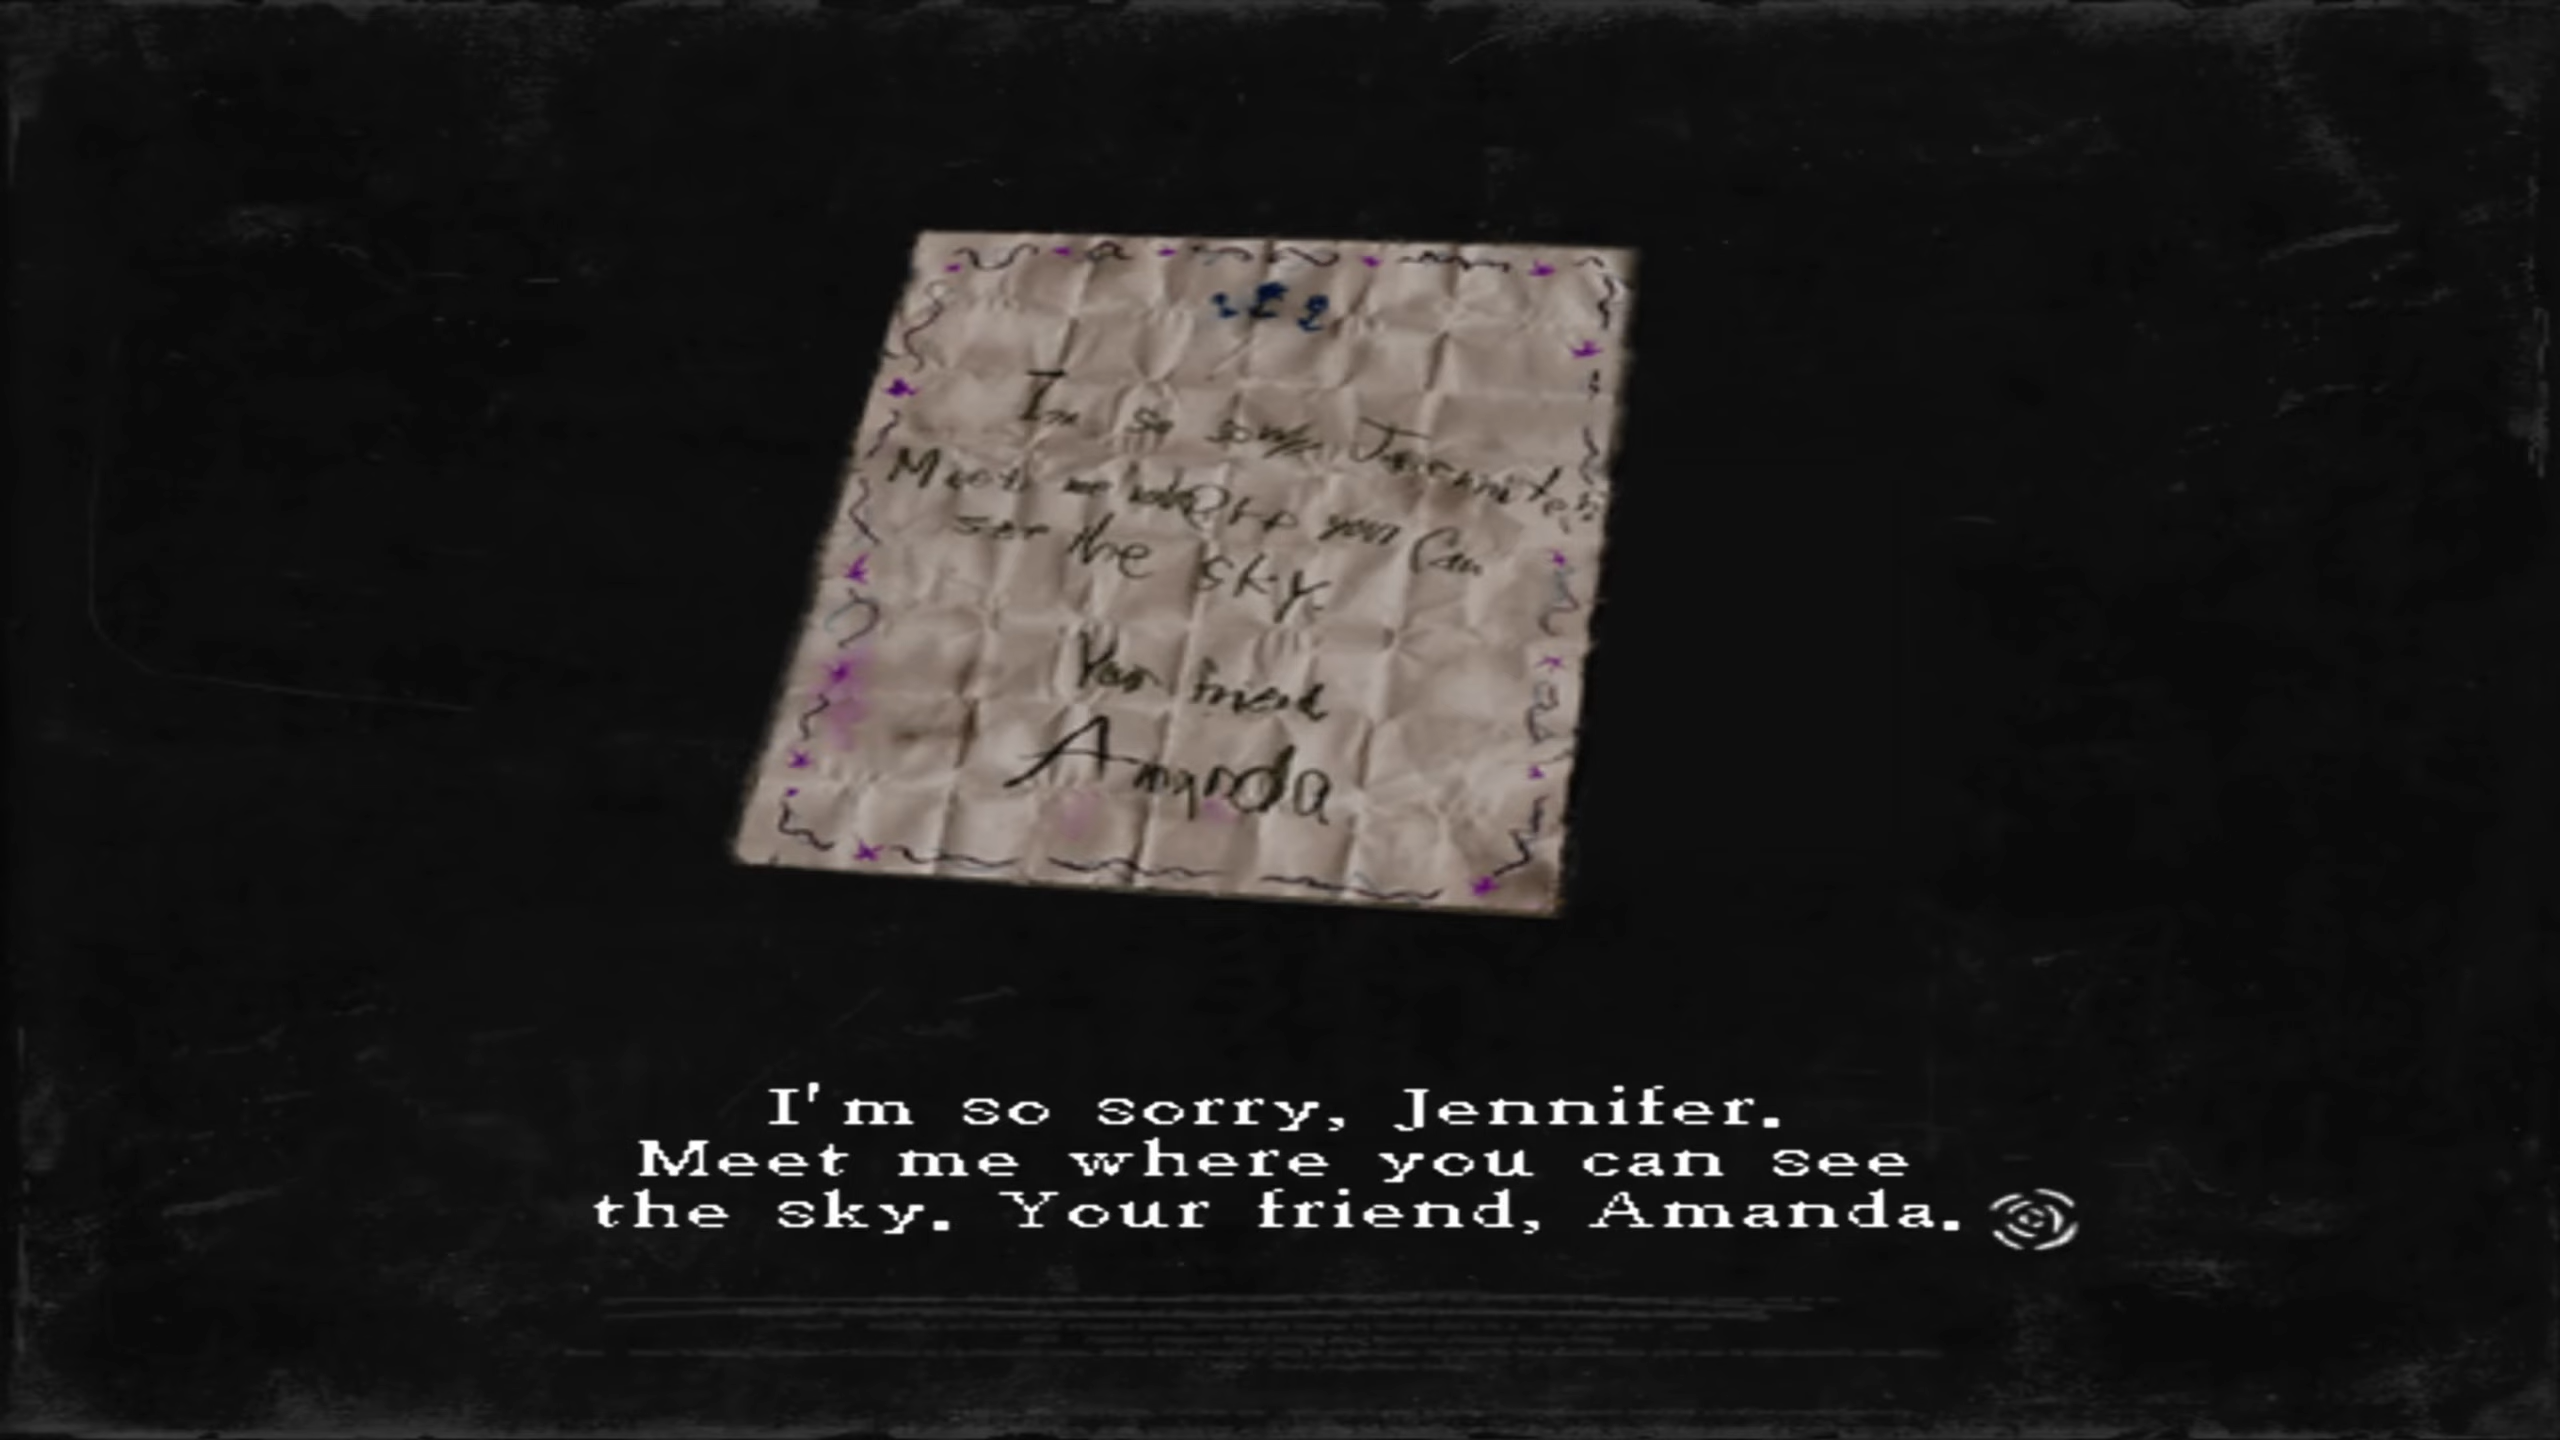 I'm so sorry, Jennifer.
Meet me where you can
see the sky.
Your friend
Amanda
I'm so sorry, Jennifer.
Meet me where you can see
the sky. Your friend, Amanda.